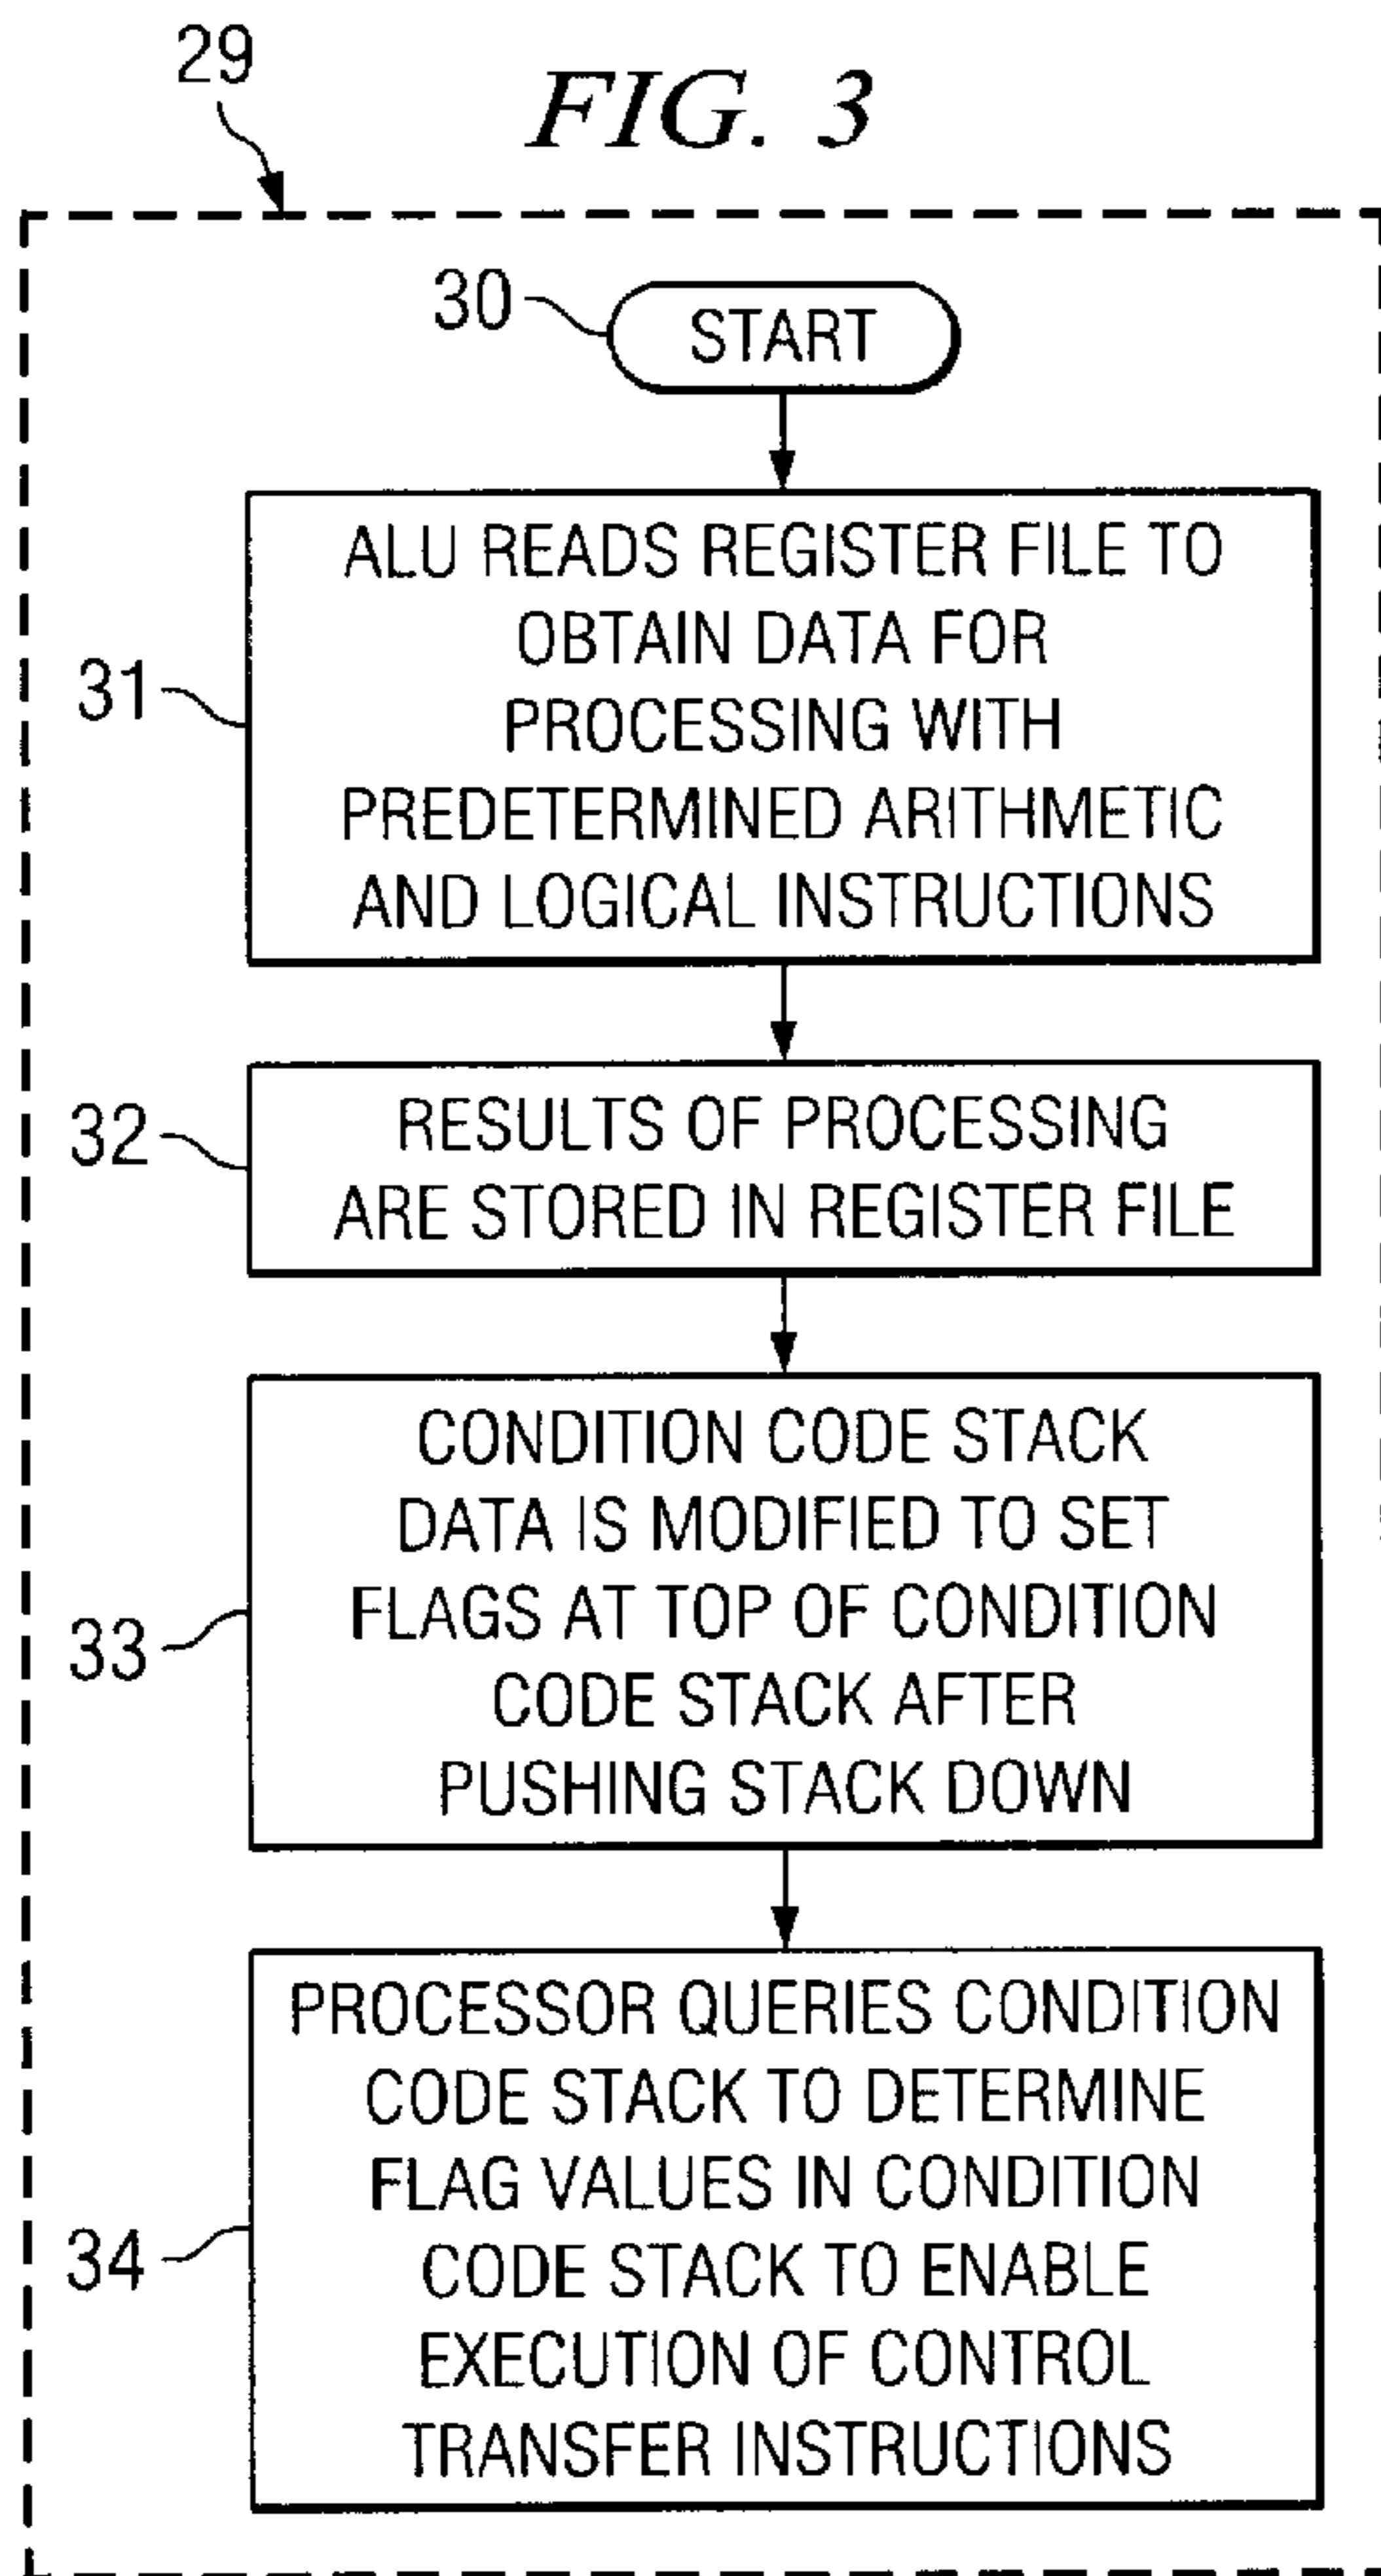 29
FIG. 3
30
START
31
ALU READS REGISTER FILE TO
OBTAIN DATA FOR
PROCESSING WITH
PREDETERMINED ARITHMETIC
AND LOGICAL INSTRUCTIONS
32
RESULTS OF PROCESSING
ARE STORED IN REGISTER FILE
33
CONDITION CODE STACK
DATA IS MODIFIED TO SET
FLAGS AT TOP OF CONDITION
CODE STACK AFTER
PUSHING STACK DOWN
34
PROCESSOR QUERIES CONDITION
CODE STACK TO DETERMINE
FLAG VALUES IN CONDITION
CODE STACK TO ENABLE
EXECUTION OF CONTROL
TRANSFER INSTRUCTIONS